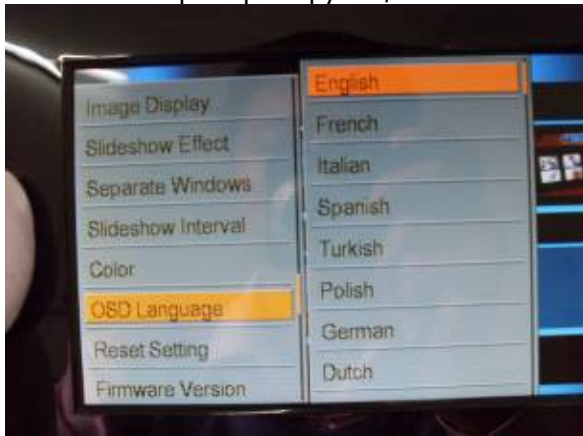 Image Display
Slideshow Effect
Separate Windows
Slideshow Interval
Color
OSD Language
Reset Setting
Firmware Version
English
French
Italian
Spanish
Turkish
Polish
German
Dutch